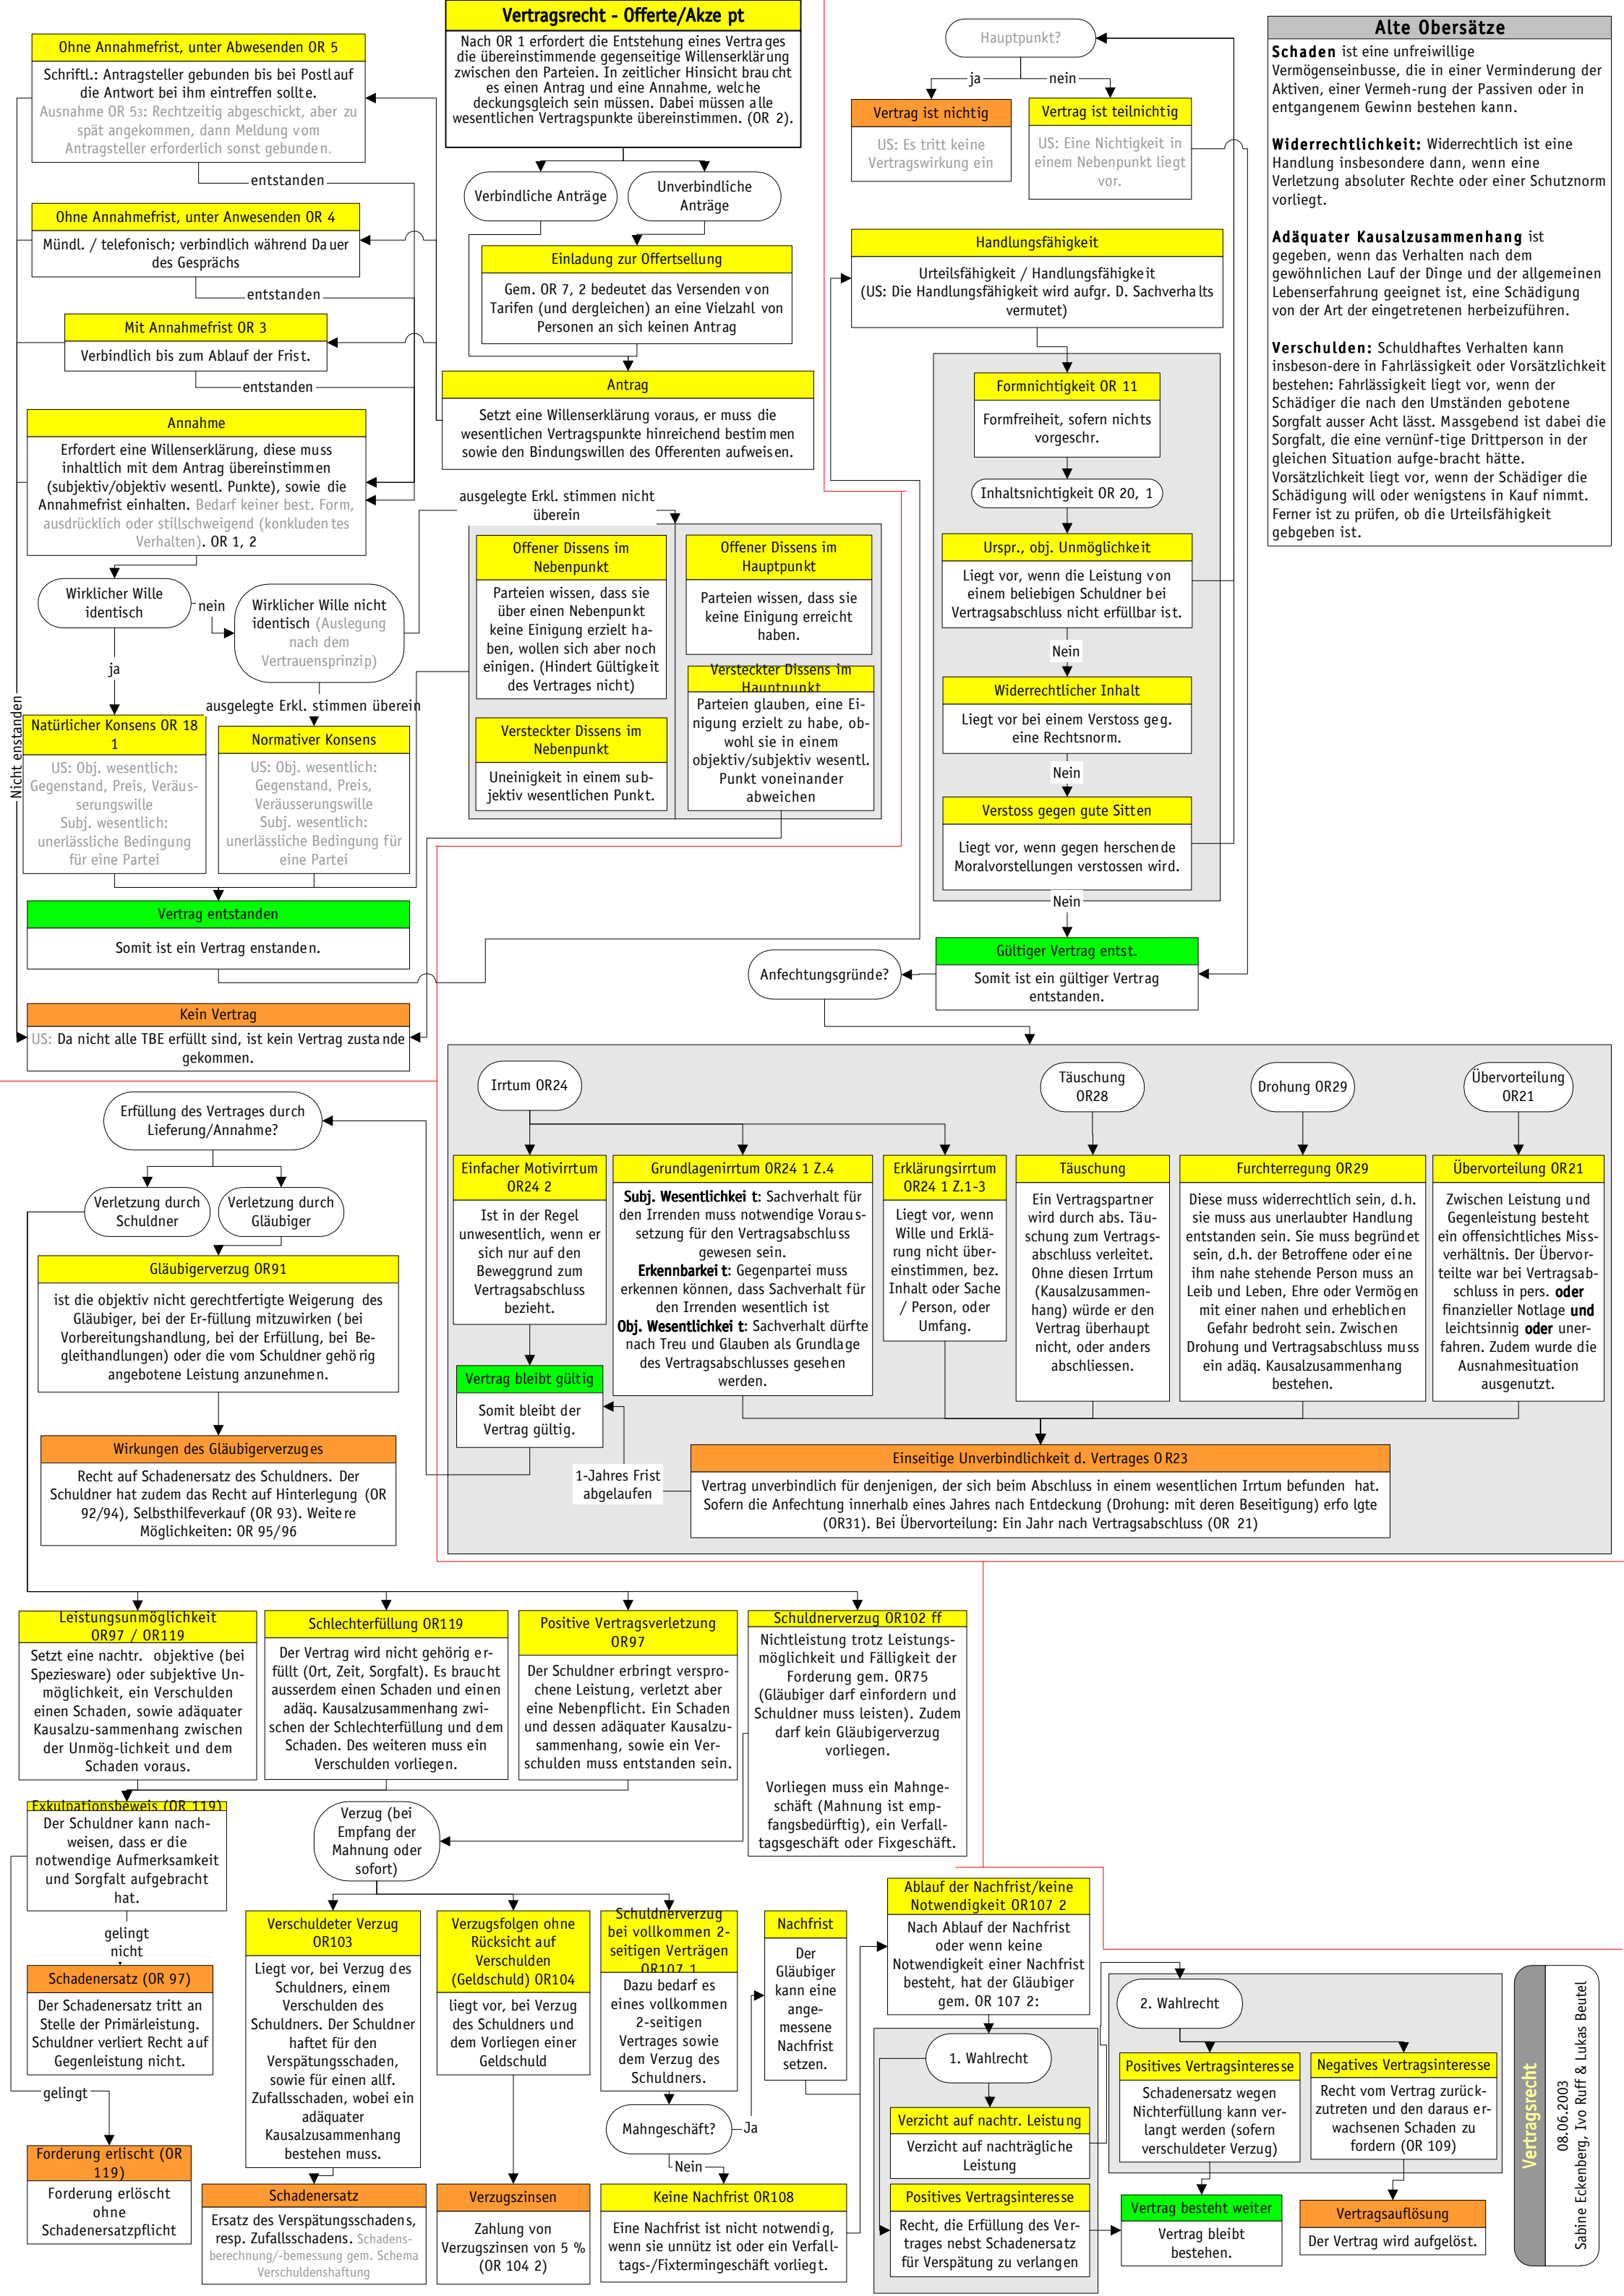 Vertragsrecht - Offerte/Akze pt
Nach OR 1 erfordert die Entstehung eines Vertrages
die übereinstimmende gegenseitige Willenserklärung
zwischen den Parteien. In zeitlicher Hinsicht braucht
es einen Antrag und eine Annahme, welche
deckungsgleich sein müssen. Dabei müssen alle
wesentlichen Vertragspunkte übereinstimmen. (OR 2).
Verbindliche Anträge
Unverbindliche
Anträge
Einladung zur Offertsellung
Gem. OR 7, 2 bedeutet das Versenden von
Tarifen (und dergleichen) an eine Vielzahl von
Personen an sich keinen Antrag
Antrag
Setzt eine Willenserklärung voraus, er muss die
wesentlichen Vertragspunkte hinreichend bestimmen
sowie den Bindungswillen des Offerenten aufweisen.
Ohne Annahmefrist, unter Abwesenden OR 5
Schriftl.: Antragsteller gebunden bis bei Postlauf
die Antwort bei ihm eintreffen sollte.
Ausnahme OR 53: Rechtzeitig abgeschickt, aber zu
spät angekommen, dann Meldung vom
Antragsteller erforderlich sonst gebunden.
entstanden
Ohne Annahmefrist, unter Anwesenden OR 4
Mündl. / telefonisch; verbindlich während Dauer
des Gesprächs
entstanden
Mit Annahmefrist OR 3
Verbindlich bis zum Ablauf der Frist.
entstanden
Annahme
Erfordert eine Willenserklärung, diese muss
inhaltlich mit dem Antrag übereinstimmen
(subjektiv/objektiv wesentl. Punkte), sowie die
Annahmefrist einhalten. Bedarf keiner best. Form,
ausdrücklich oder stillschweigend (konkludentes
Verhalten). OR 1, 2
Wirklicher Wille
identisch
nein
Wirklicher Wille nicht
identisch (Auslegung
nach dem
Vertrauensprinzip)
ja
ausgelegte Erkl. stimmen nicht
überein
ausgelegte Erkl. stimmen überein
Nicht enstanden
Natürlicher Konsens OR 18
1
US: Obj. wesentlich:
Gegenstand, Preis, Veräus-
serungswille
Subj. wesentlich:
unerlässliche Bedingung
für eine Partei
Normativer Konsens
US: Obj. wesentlich:
Gegenstand, Preis,
Veräusserungswille
Subj. wesentlich:
unerlässliche Bedingung für
eine Partei
Offener Dissens im
Nebenpunkt
Parteien wissen, dass sie
über einen Nebenpunkt
keine Einigung erzielt ha-
ben, wollen sich aber noch
einigen. (Hindert Gültigkeit
des Vertrages nicht)
Versteckter Dissens im
Nebenpunkt
Uneinigkeit in einem sub-
jektiv wesentlichen Punkt.
Offener Dissens im
Hauptpunkt
Parteien wissen, dass sie
keine Einigung erreicht
haben.
Versteckter Dissens im
Hauptpunkt
Parteien glauben, eine Ei-
nigung erzielt zu habe, ob-
wohl sie in einem
objektiv/subjektiv wesentl.
Punkt voneinander
abweichen
Vertrag entstanden
Somit ist ein Vertrag enstanden.
Kein Vertrag
US: Da nicht alle TBE erfüllt sind, ist kein Vertrag zustande
gekommen.
Hauptpunkt?
ja
nein
Vertrag ist nichtig
US: Es tritt keine
Vertragswirkung ein
Vertrag ist teilnichtig
US: Eine Nichtigkeit in
einem Nebenpunkt liegt
vor.
Handlungsfähigkeit
Urteilsfähigkeit / Handlungsfähigkeit
(US: Die Handlungsfähigkeit wird aufgr. D. Sachverhalts
vermutet)
Formnichtigkeit OR 11
Formfreiheit, sofern nichts
vorgeschr.
Inhaltsnichtigkeit OR 20, 1
Urspr., obj. Unmöglichkeit
Liegt vor, wenn die Leistung von
einem beliebigen Schuldner bei
Vertragsabschluss nicht erfüllbar ist.
Nein
Widerrechtlicher Inhalt
Liegt vor bei einem Verstoss geg.
eine Rechtsnorm.
Nein
Verstoss gegen gute Sitten
Liegt vor, wenn gegen herschende
Moralvorstellungen verstossen wird.
Nein
Gültiger Vertrag entst.
Somit ist ein gültiger Vertrag
entstanden.
Anfechtungsgründe?
Alte Obersätze
Schaden ist eine unfreiwillige
Vermögenseinbusse, die in einer Verminderung der
Aktiven, einer Vermeh-rung der Passiven oder in
entgangenem Gewinn bestehen kann.
Widerrechtlichkeit: Widerrechtlich ist eine
Handlung insbesondere dann, wenn eine
Verletzung absoluter Rechte oder einer Schutznorm
vorliegt.
Adäquater Kausalzusammenhang ist
gegeben, wenn das Verhalten nach dem
gewöhnlichen Lauf der Dinge und der allgemeinen
Lebenserfahrung geeignet ist, eine Schädigung
von der Art der eingetretenen herbeizuführen.
Verschulden: Schuldhaftes Verhalten kann
insbeson-dere in Fahrlässigkeit oder Vorsätzlichkeit
bestehen: Fahrlässigkeit liegt vor, wenn der
Schädiger die nach den Umständen gebotene
Sorgfalt ausser Acht lässt. Massgebend ist dabei die
Sorgfalt, die eine vernünf-tige Drittperson in der
gleichen Situation aufge-bracht hätte.
Vorsätzlichkeit liegt vor, wenn der Schädiger die
Schädigung will oder wenigstens in Kauf nimmt.
Ferner ist zu prüfen, ob die Urteilsfähigkeit
gebgeben ist.
Irrtum OR24
Täuschung
OR28
Drohung OR29
Übervorteilung
OR21
Einfacher Motivirrtum
OR24 2
Ist in der Regel
unwesentlich, wenn er
sich nur auf den
Beweggrund zum
Vertragsabschluss
bezieht.
Vertrag bleibt gültig
Somit bleibt der
Vertrag gültig.
Grundlagenirrtum OR24 1 Z.4
Subj. Wesentlichkei t: Sachverhalt für
den Irrenden muss notwendige Voraus-
setzung für den Vertragsabschluss
gewesen sein.
Erkennbarkei t: Gegenpartei muss
erkennen können, dass Sachverhalt für
den Irrenden wesentlich ist
Obj. Wesentlichkei t: Sachverhalt dürfte
nach Treu und Glauben als Grundlage
des Vertragsabschlusses gesehen
werden.
Erklärungsirrtum
OR24 1 Z.1-3
Liegt vor, wenn
Wille und Erklä-
rung nicht über-
einstimmen, bez.
Inhalt oder Sache
/ Person, oder
Umfang.
Täuschung
Ein Vertragspartner
wird durch abs. Täu-
schung zum Vertrags-
abschluss verleitet.
Ohne diesen Irrtum
(Kausalzusammen-
hang) würde er den
Vertrag überhaupt
nicht, oder anders
abschliessen.
Furchterregung OR29
Diese muss widerrechtlich sein, d.h.
sie muss aus unerlaubter Handlung
entstanden sein. Sie muss begründet
sein, d.h. der Betroffene oder eine
ihm nahe stehende Person muss an
Leib und Leben, Ehre oder Vermögen
mit einer nahen und erheblichen
Gefahr bedroht sein. Zwischen
Drohung und Vertragsabschluss muss
ein adäq. Kausalzusammenhang
bestehen.
Übervorteilung OR21
Zwischen Leistung und
Gegenleistung besteht
ein offensichtliches Miss-
verhältnis. Der Übervor-
teilte war bei Vertragsab-
schluss in pers. oder
finanzieller Notlage und
leichtsinnig oder uner-
fahren. Zudem wurde die
Ausnahmesituation
ausgenutzt.
1-Jahres Frist
abgelaufen
Einseitige Unverbindlichkeit d. Vertrages OR23
Vertrag unverbindlich für denjenigen, der sich beim Abschluss in einem wesentlichen Irrtum befunden hat.
Sofern die Anfechtung innerhalb eines Jahres nach Entdeckung (Drohung: mit deren Beseitigung) erfolgte
(OR31). Bei Übervorteilung: Ein Jahr nach Vertragsabschluss (OR 21)
Erfüllung des Vertrages durch
Lieferung/Annahme?
Verletzung durch
Schuldner
Verletzung durch
Gläubiger
Gläubigerverzug OR91
ist die objektiv nicht gerechtfertigte Weigerung des
Gläubiger, bei der Er-füllung mitzuwirken (bei
Vorbereitungshandlung, bei der Erfüllung, bei Be-
gleithandlungen) oder die vom Schuldner gehörig
angebotene Leistung anzunehmen.
Wirkungen des Gläubigerverzuges
Recht auf Schadenersatz des Schuldners. Der
Schuldner hat zudem das Recht auf Hinterlegung (OR
92/94), Selbsthilfeverkauf (OR 93). Weitere
Möglichkeiten: OR 95/96
Leistungsunmöglichkeit
OR97 / OR119
Setzt eine nachtr. objektive (bei
Speziesware) oder subjektive Un-
möglichkeit, ein Verschulden
einen Schaden, sowie adäquater
Kausalzu-sammenhang zwischen
der Unmög-lichkeit und dem
Schaden voraus.
Schlechterfüllung OR119
Der Vertrag wird nicht gehörig er-
füllt (Ort, Zeit, Sorgfalt). Es braucht
ausserdem einen Schaden und einen
adäq. Kausalzusammenhang zwi-
schen der Schlechterfüllung und dem
Schaden. Des weiteren muss ein
Verschulden vorliegen.
Positive Vertragsverletzung
OR97
Der Schuldner erbringt verspro-
chene Leistung, verletzt aber
eine Nebenpflicht. Ein Schaden
und dessen adäquater Kausalzu-
sammenhang, sowie ein Ver-
schulden muss entstanden sein.
Schuldnerverzug OR102 ff
Nichtleistung trotz Leistungs-
möglichkeit und Fälligkeit der
Forderung gem. OR75
(Gläubiger darf einfordern und
Schuldner muss leisten). Zudem
darf kein Gläubigerverzug
vorliegen.
Vorliegen muss ein Mahnge-
schäft (Mahnung ist emp-
fangsbedürftig), ein Verfall-
tagsgeschäft oder Fixgeschäft.
Exkulpationsbeweis (OR 119)
Der Schuldner kann nach-
weisen, dass er die
notwendige Aufmerksamkeit
und Sorgfalt aufgebracht
hat.
gelingt
nicht
Schadenersatz (OR 97)
Der Schadenersatz tritt an
Stelle der Primärleistung.
Schuldner verliert Recht auf
Gegenleistung nicht.
gelingt
Forderung erlischt (OR
119)
Forderung erlöscht
ohne
Schadenersatzpflicht
Verzug (bei
Empfang der
Mahnung oder
sofort)
Verschuldeter Verzug
OR103
Liegt vor, bei Verzug des
Schuldners, einem
Verschulden des
Schuldners. Der Schuldner
haftet für den
Verspätungsschaden,
sowie für einen allf.
Zufallsschaden, wobei ein
adäquater
Kausalzusammenhang
bestehen muss.
Schadenersatz
Ersatz des Verspätungsschadens,
resp. Zufallsschadens. Schadens-
berechnung/-bemessung gem. Schema
Verschuldenshaftung
Verzugsfolgen ohne
Rücksicht auf
Verschulden
(Geldschuld) OR104
liegt vor, bei Verzug
des Schuldners und
dem Vorliegen einer
Geldschuld
Verzugszinsen
Zahlung von
Verzugszinsen von 5 %
(OR 104 2)
Schuldnerverzug
bei vollkommen 2-
seitigen Verträgen
OR107 1
Dazu bedarf es
eines vollkommen
2-seitigen
Vertrages sowie
dem Verzug des
Schuldners.
Mahngeschäft?
Ja
Nein
Keine Nachfrist OR108
Eine Nachfrist ist nicht notwendig,
wenn sie unnütz ist oder ein Verfall-
tags-/Fixtermingeschäft vorliegt.
Nachfrist
Der
Gläubiger
kann eine
ange-
messene
Nachfrist
setzen.
Ablauf der Nachfrist/keine
Notwendigkeit OR107 2
Nach Ablauf der Nachfrist
oder wenn keine
Notwendigkeit einer Nachfrist
besteht, hat der Gläubiger
gem. OR 107 2:
1. Wahlrecht
Verzicht auf nachtr. Leistung
Verzicht auf nachträgliche
Leistung
Positives Vertragsinteresse
Recht, die Erfüllung des Ver-
trages nebst Schadenersatz
für Verspätung zu verlangen
2. Wahlrecht
Positives Vertragsinteresse
Schadenersatz wegen
Nichterfüllung kann ver-
langt werden (sofern
verschuldeter Verzug)
Negatives Vertragsinteresse
Recht vom Vertrag zurück-
zutreten und den daraus er-
wachsenen Schaden zu
fordern (OR 109)
Vertrag besteht weiter
Vertrag bleibt
bestehen.
Vertragsauflösung
Der Vertrag wird aufgelöst.
Vertragsrecht
08.06.2003
Sabine Eckenberg, Ivo Ruff & Lukas Beutel